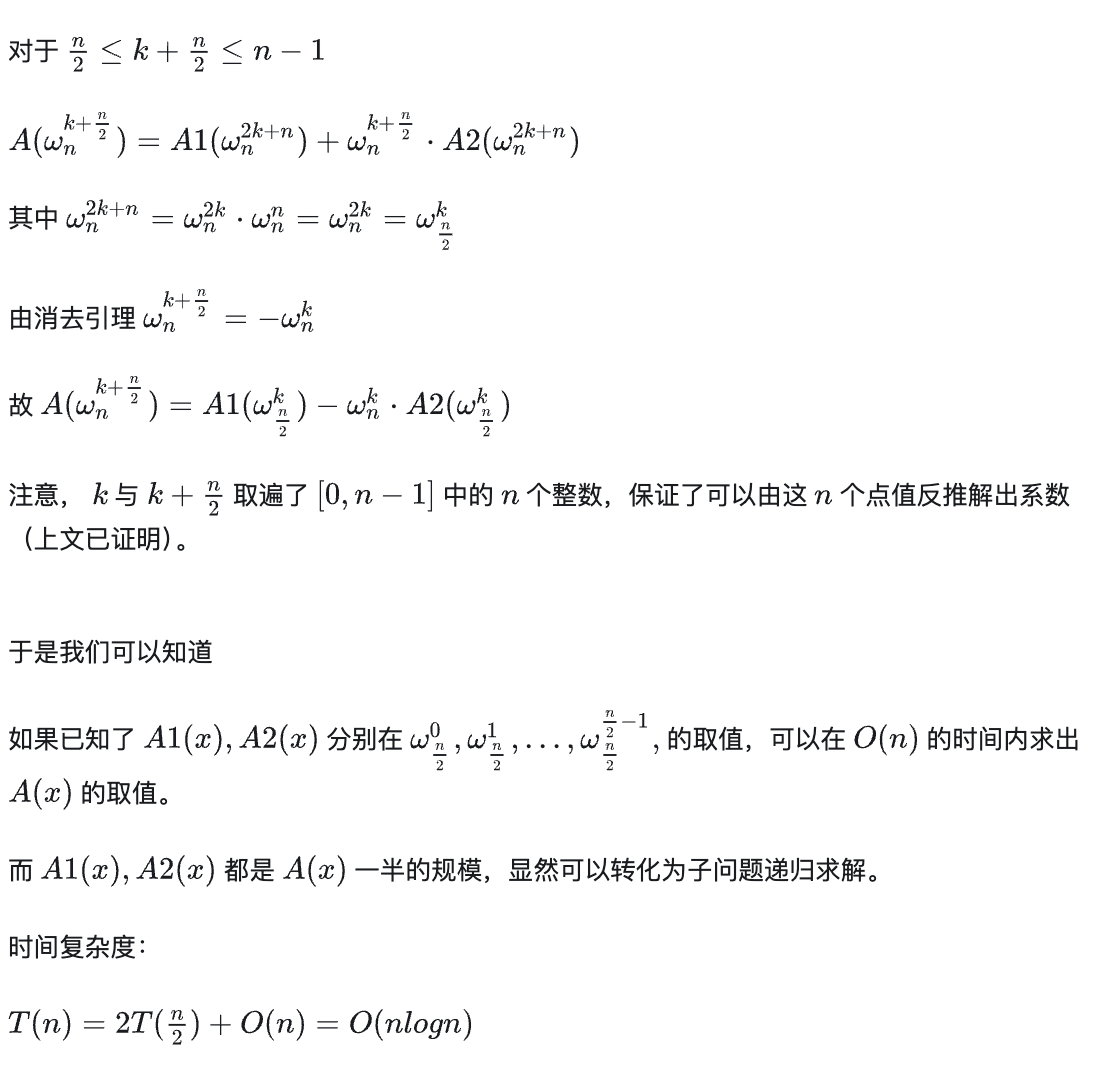 对于 $\frac{n}{2} \leq k + \frac{n}{2} \leq n - 1$
$A(\omega_n^{k+\frac{n}{2}}) = A1(\omega_n^{2k+n}) + \omega_n^{k+\frac{n}{2}} \cdot A2(\omega_n^{2k+n})$
其中 $\omega_n^{2k+n} = \omega_n^{2k} \cdot \omega_n^n = \omega_n^{2k} = \omega_{\frac{n}{2}}^k$
由消去引理 $\omega_n^{k+\frac{n}{2}} = -\omega_n^k$
故 $A(\omega_n^{k+\frac{n}{2}}) = A1(\omega_{\frac{n}{2}}^k) - \omega_n^k \cdot A2(\omega_{\frac{n}{2}}^k)$
注意， $k$ 与 $k + \frac{n}{2}$ 取遍了 $[0, n - 1]$ 中的 $n$ 个整数，保证了可以由这 $n$ 个点值反推解出系数
（上文已证明）。
于是我们可以知道
如果已知了 $A1(x), A2(x)$ 分别在 $\omega_{\frac{n}{2}}^0, \omega_{\frac{n}{2}}^1, \ldots, \omega_{\frac{n}{2}}^{\frac{n}{2}-1},$ 的取值，可以在 $O(n)$ 的时间内求出
$A(x)$ 的取值。
而 $A1(x), A2(x)$ 都是 $A(x)$ 一半的规模，显然可以转化为子问题递归求解。
时间复杂度：
$T(n) = 2T(\frac{n}{2}) + O(n) = O(nlogn)$